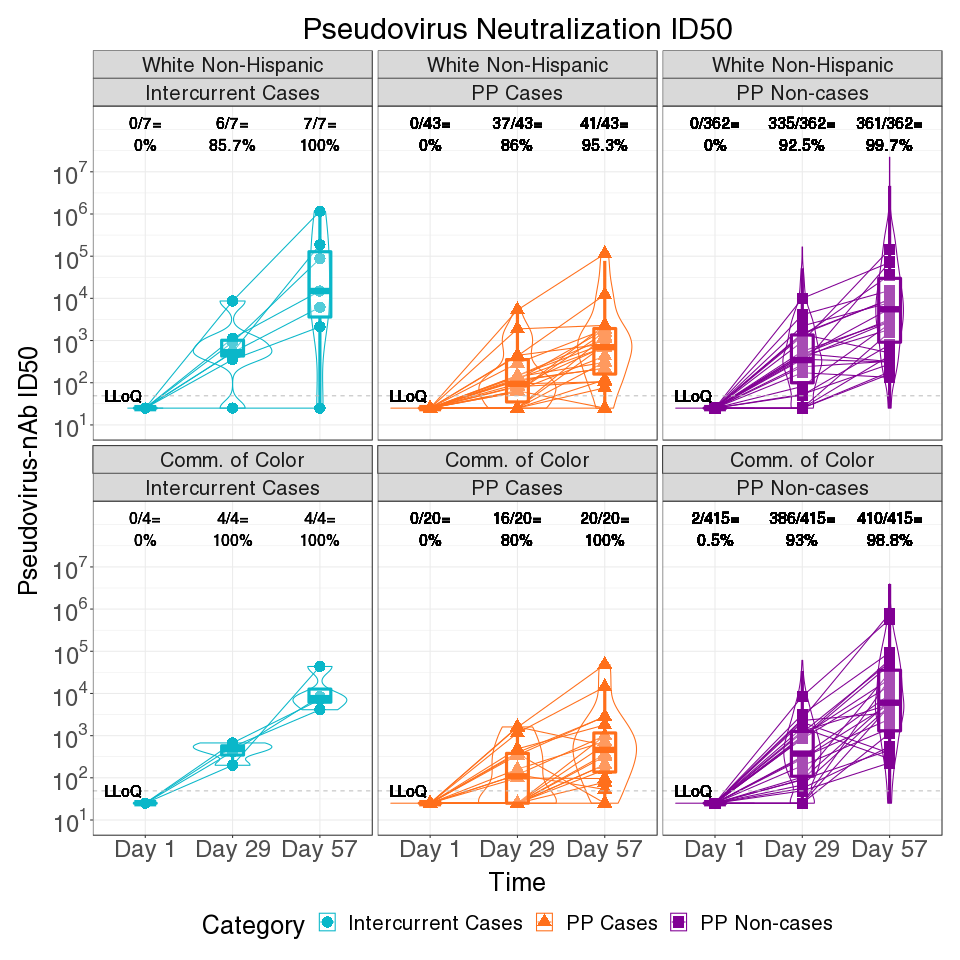 Pseudovirus Neutralization ID50
White Non-Hispanic White Non-Hispanic White Non-Hispanic
Intercurrent Cases PP Cases PP Non-cases
0/7= 6/7= 7/7= 0/43= 37/43= 41/43= 0/362= 335/362= 361/362=
0% 85.7% 100% 0% 86% 95.3% 0% 92.5% 99.7%
10^7
10^6
10^5
10^4
10^3
10^2
LLoQ LLoQ LLoQ
10^1
Pseudovirus-nAb ID50
Comm. of Color Comm. of Color Comm. of Color
Intercurrent Cases PP Cases PP Non-cases
0/4= 4/4= 4/4= 0/20= 16/20= 20/20= 2/415= 386/415= 410/415=
0% 100% 100% 0% 80% 100% 0.5% 93% 98.8%
10^7
10^6
10^5
10^4
10^3
10^2
LLoQ LLoQ LLoQ
10^1
Day 1 Day 29 Day 57 Day 1 Day 29 Day 57 Day 1 Day 29 Day 57
Time
Category Intercurrent Cases PP Cases PP Non-cases